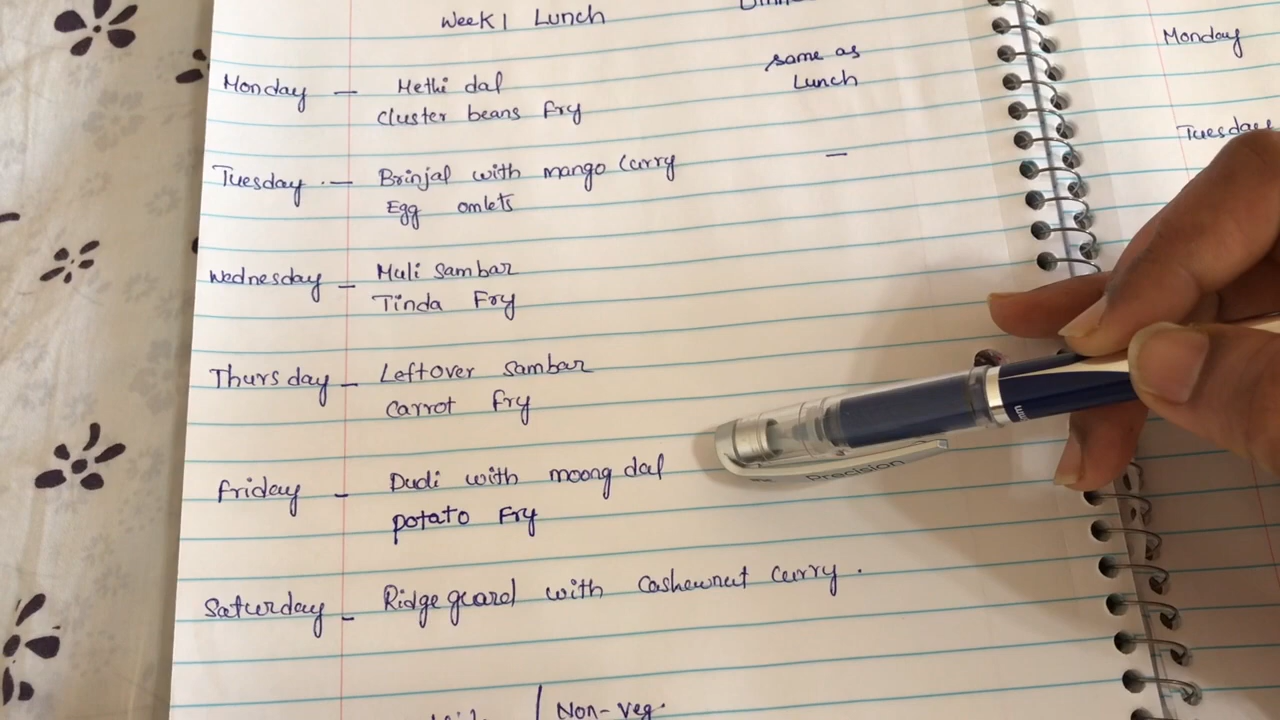 Week 1 Lunch
Monday — Methi dal
same as
Lunch
cluster beans Fry
Tuesday — Brinjal with mango Curry —
Egg omlets
Wednesday — Muli Sambar
Tinda Fry
Thursday — Leftover Sambar
Carrot Fry
Friday — Dudi with moong dal
potato Fry
Saturday — Ridge guard with Cashewnut Curry.
Non-veg.
Monday
Tuesday
Precision